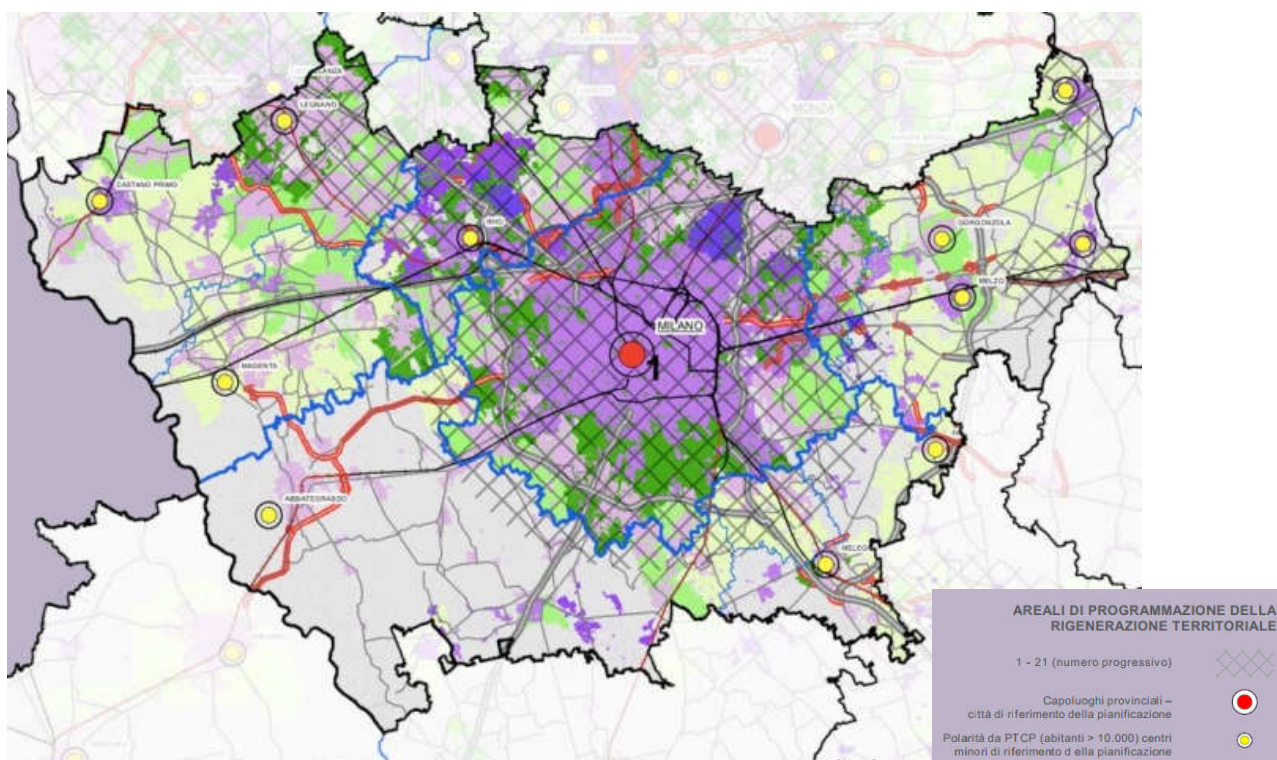 LEGNANO
CASTANO PRIMO
RHO
GORGONZOLA
MELZO
MILANO
1
MAGENTA
ABBIATEGRASSO
MONZA
AREALI DI PROGRAMMAZIONE DELLA
RIGENERAZIONE TERRITORIALE
1 - 21 (numero progressivo)
Capoluoghi provinciali –
città di riferimento della pianificazione
Polarità da PTCP (abitanti > 10.000) centri
minori di riferimento d ella pianificazione